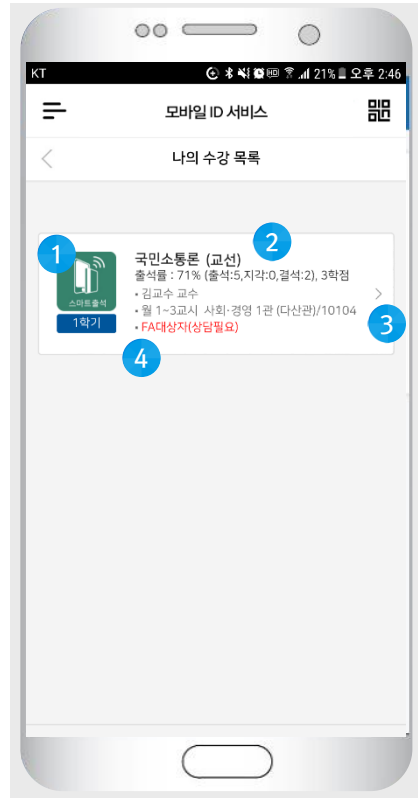 KT 21% 오후 2:46
모바일 ID 서비스
나의 수강 목록
1
스마트출석
1학기
2
국민소통론 (교선)
출석률 : 71% (출석:5,지각:0,결석:2), 3학점
• 김교수 교수
• 월 1~3교시 사회·경영 1관 (다산관)/10104
3
• FA대상자(상담필요)
4